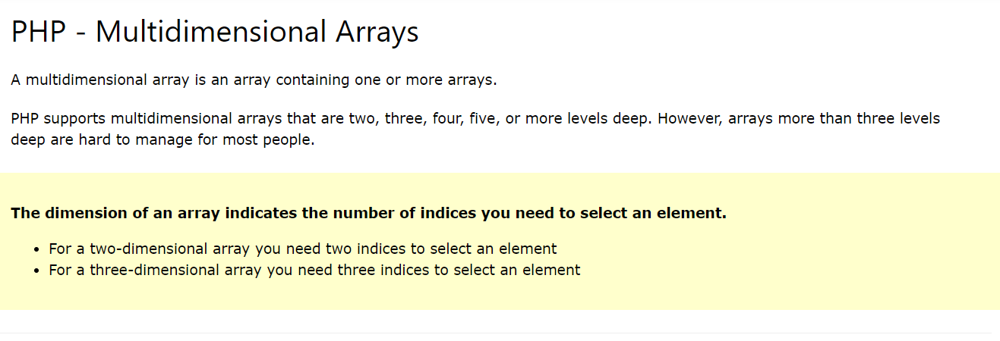 PHP - Multidimensional Arrays
A multidimensional array is an array containing one or more arrays.
PHP supports multidimensional arrays that are two, three, four, five, or more levels deep. However, arrays more than three levels
deep are hard to manage for most people.
The dimension of an array indicates the number of indices you need to select an element.
• For a two-dimensional array you need two indices to select an element
• For a three-dimensional array you need three indices to select an element